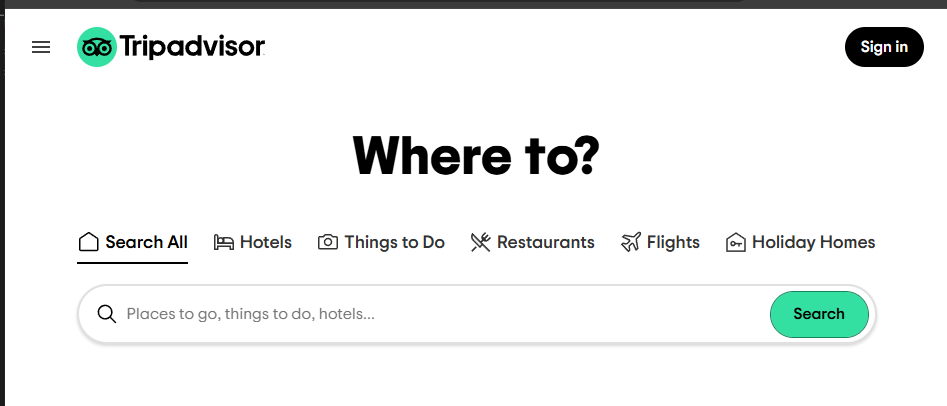 Tripadvisor
Sign in
Where to?
Search All Hotels Things to Do Restaurants Flights Holiday Homes
Places to go, things to do, hotels... Search